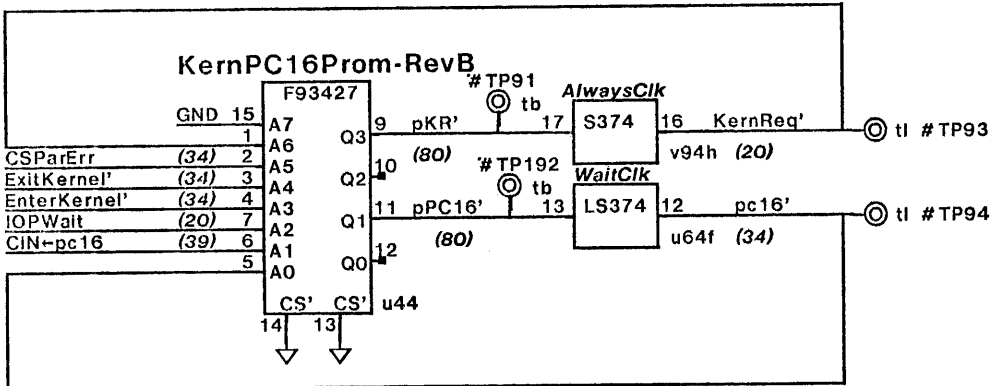 KernPC16Prom-RevB
F93427
GND 15 A7
1 A6
CSParErr (34) 2 A5
ExitKernel' (34) 3 A4
EnterKernel' (34) 4 A3
IOPWait (20) 7 A2
CIN←pc16 (39) 6 A1
5 A0
Q3 9 pKR' (80)
Q2 10
Q1 11 pPC16' (80)
Q0 12
CS' CS' u44
14 13
# TP91
tb
AlwaysClk
17 S374 16 KernReq' tl # TP93
v94h (20)
# TP192
tb
WaitClk
13 LS374 12 pc16' tl # TP94
u64f (34)